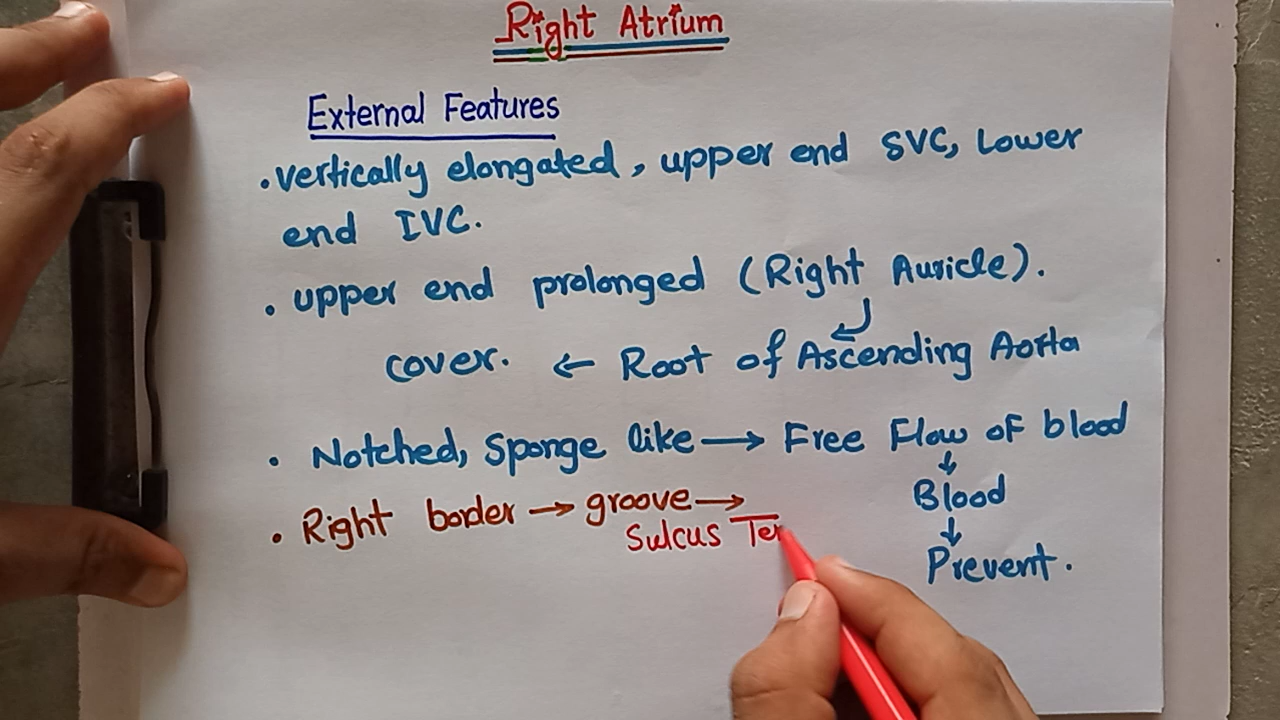 Right Atrium
External Features
• vertically elongated, upper end SVC, Lower
end IVC.
• upper end prolonged (Right Auricle).
cover. ← Root of Ascending Aorta
• Notched, Sponge like → Free Flow of blood
↓
Blood
• Right border → groove →
↓
Sulcus Ter
Prevent.